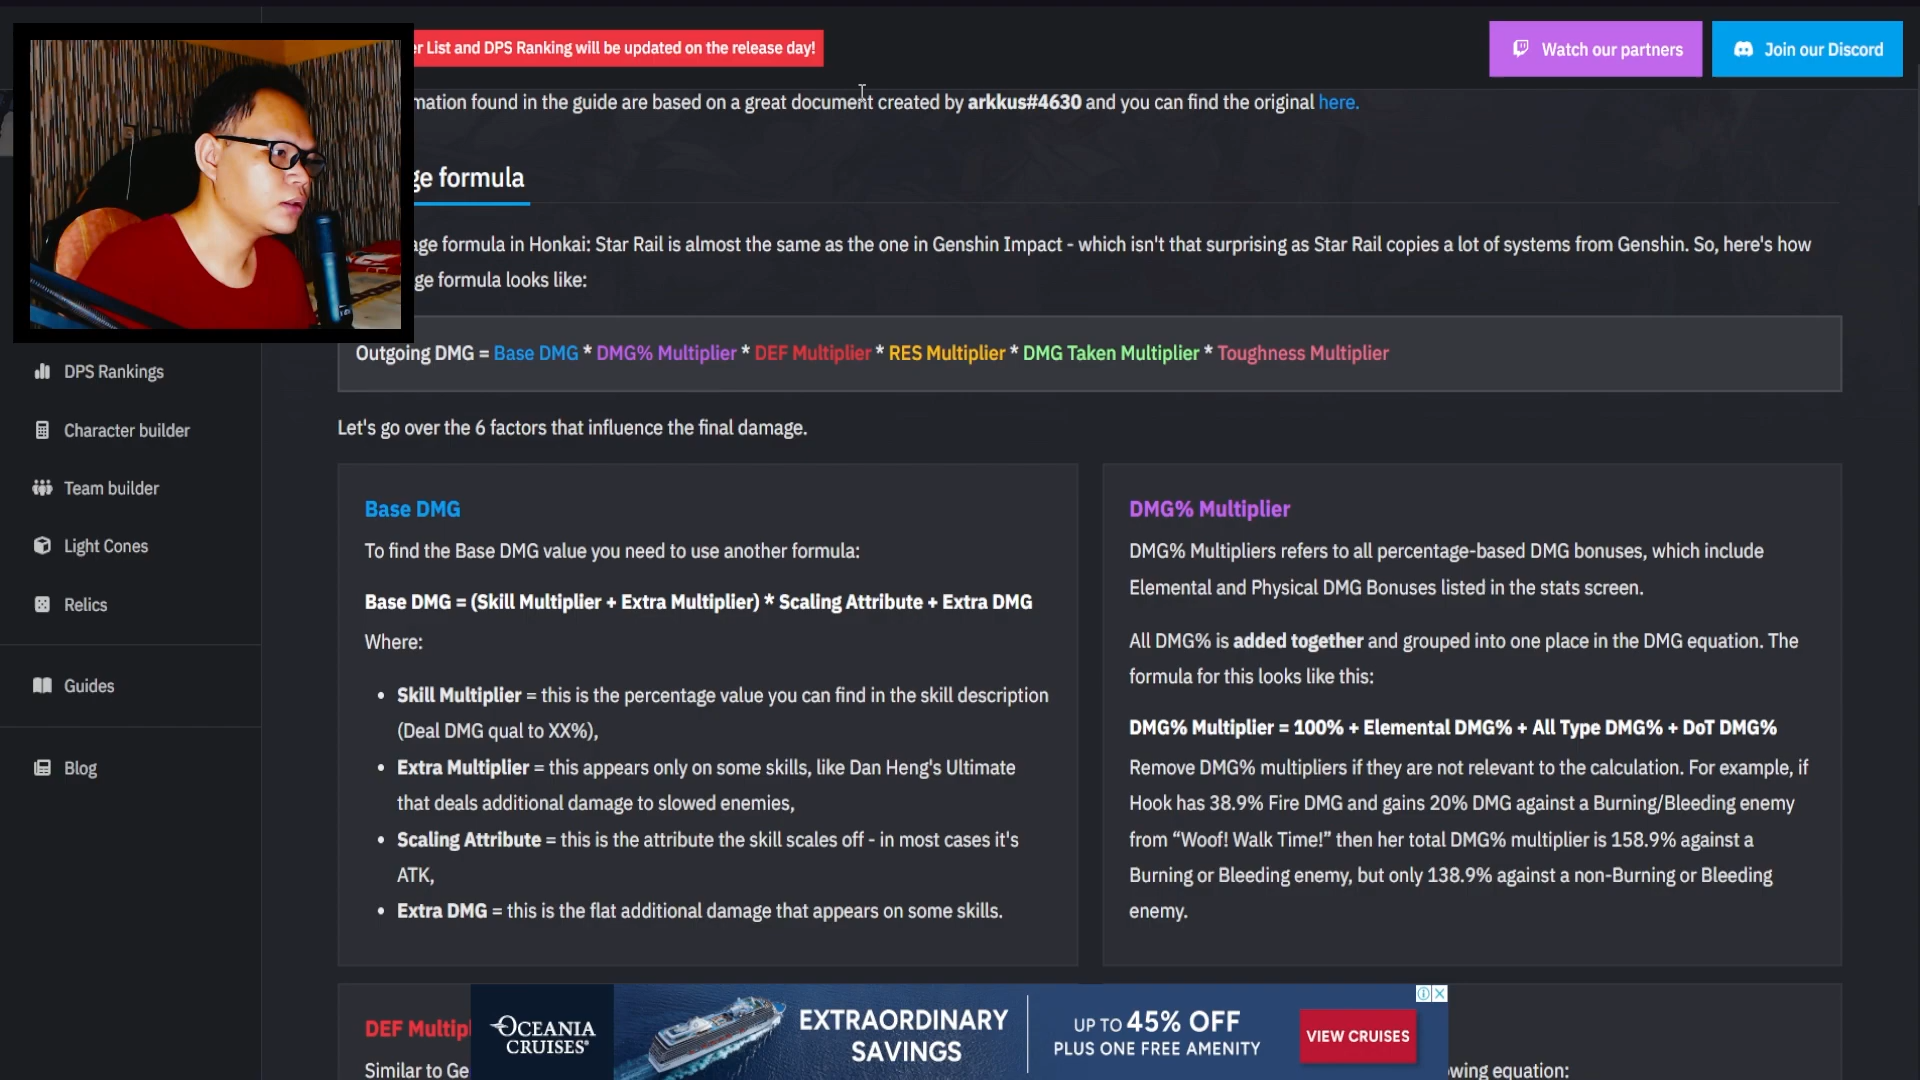 er List and DPS Ranking will be updated on the release day!
Watch our partners
Join our Discord
mation found in the guide are based on a great document created by arkkus#4630 and you can find the original here.
ge formula
age formula in Honkai: Star Rail is almost the same as the one in Genshin Impact - which isn't that surprising as Star Rail copies a lot of systems from Genshin. So, here's how
ge formula looks like:
Outgoing DMG = Base DMG * DMG% Multiplier * DEF Multiplier * RES Multiplier * DMG Taken Multiplier * Toughness Multiplier
DPS Rankings
Character builder
Team builder
Light Cones
Relics
Guides
Blog
Let's go over the 6 factors that influence the final damage.
Base DMG
To find the Base DMG value you need to use another formula:
Base DMG = (Skill Multiplier + Extra Multiplier) * Scaling Attribute + Extra DMG
Where:
• Skill Multiplier = this is the percentage value you can find in the skill description
(Deal DMG qual to XX%),
• Extra Multiplier = this appears only on some skills, like Dan Heng's Ultimate
that deals additional damage to slowed enemies,
• Scaling Attribute = this is the attribute the skill scales off - in most cases it's
ATK,
• Extra DMG = this is the flat additional damage that appears on some skills.
DMG% Multiplier
DMG% Multipliers refers to all percentage-based DMG bonuses, which include
Elemental and Physical DMG Bonuses listed in the stats screen.
All DMG% is added together and grouped into one place in the DMG equation. The
formula for this looks like this:
DMG% Multiplier = 100% + Elemental DMG% + All Type DMG% + DoT DMG%
Remove DMG% multipliers if they are not relevant to the calculation. For example, if
Hook has 38.9% Fire DMG and gains 20% DMG against a Burning/Bleeding enemy
from “Woof! Walk Time!” then her total DMG% multiplier is 158.9% against a
Burning or Bleeding enemy, but only 138.9% against a non-Burning or Bleeding
enemy.
DEF Multipl
Similar to Ge
OCEANIA
CRUISES®
EXTRAORDINARY
SAVINGS
UP TO 45% OFF
PLUS ONE FREE AMENITY
VIEW CRUISES
wing equation: